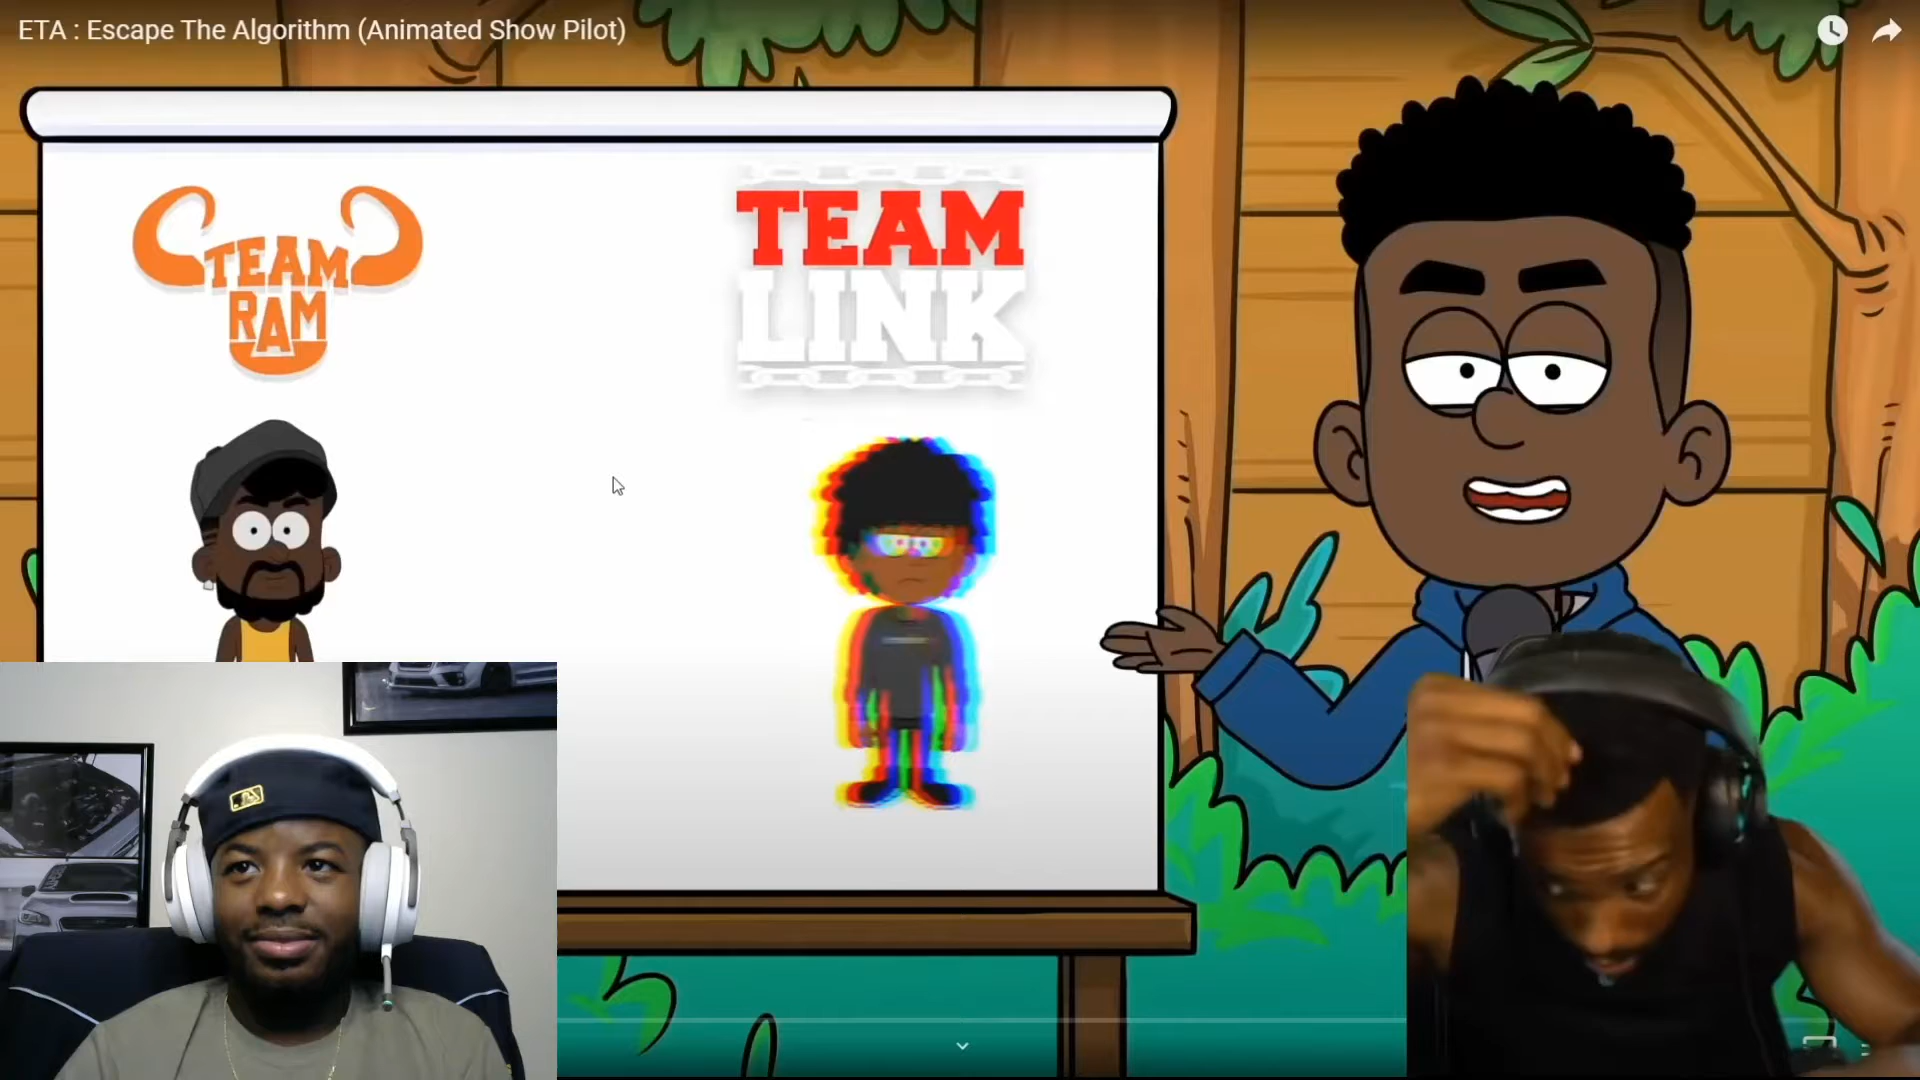 ETA : Escape The Algorithm (Animated Show Pilot)
TEAM
RAM
TEAM
LINK